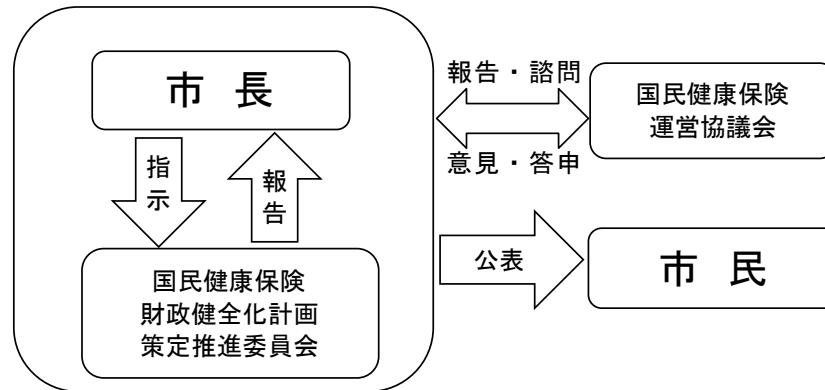 市 長
指示
報告
国民健康保険
財政健全化計画
策定推進委員会
報告・諮問
意見・答申
国民健康保険
運営協議会
公表
市 民